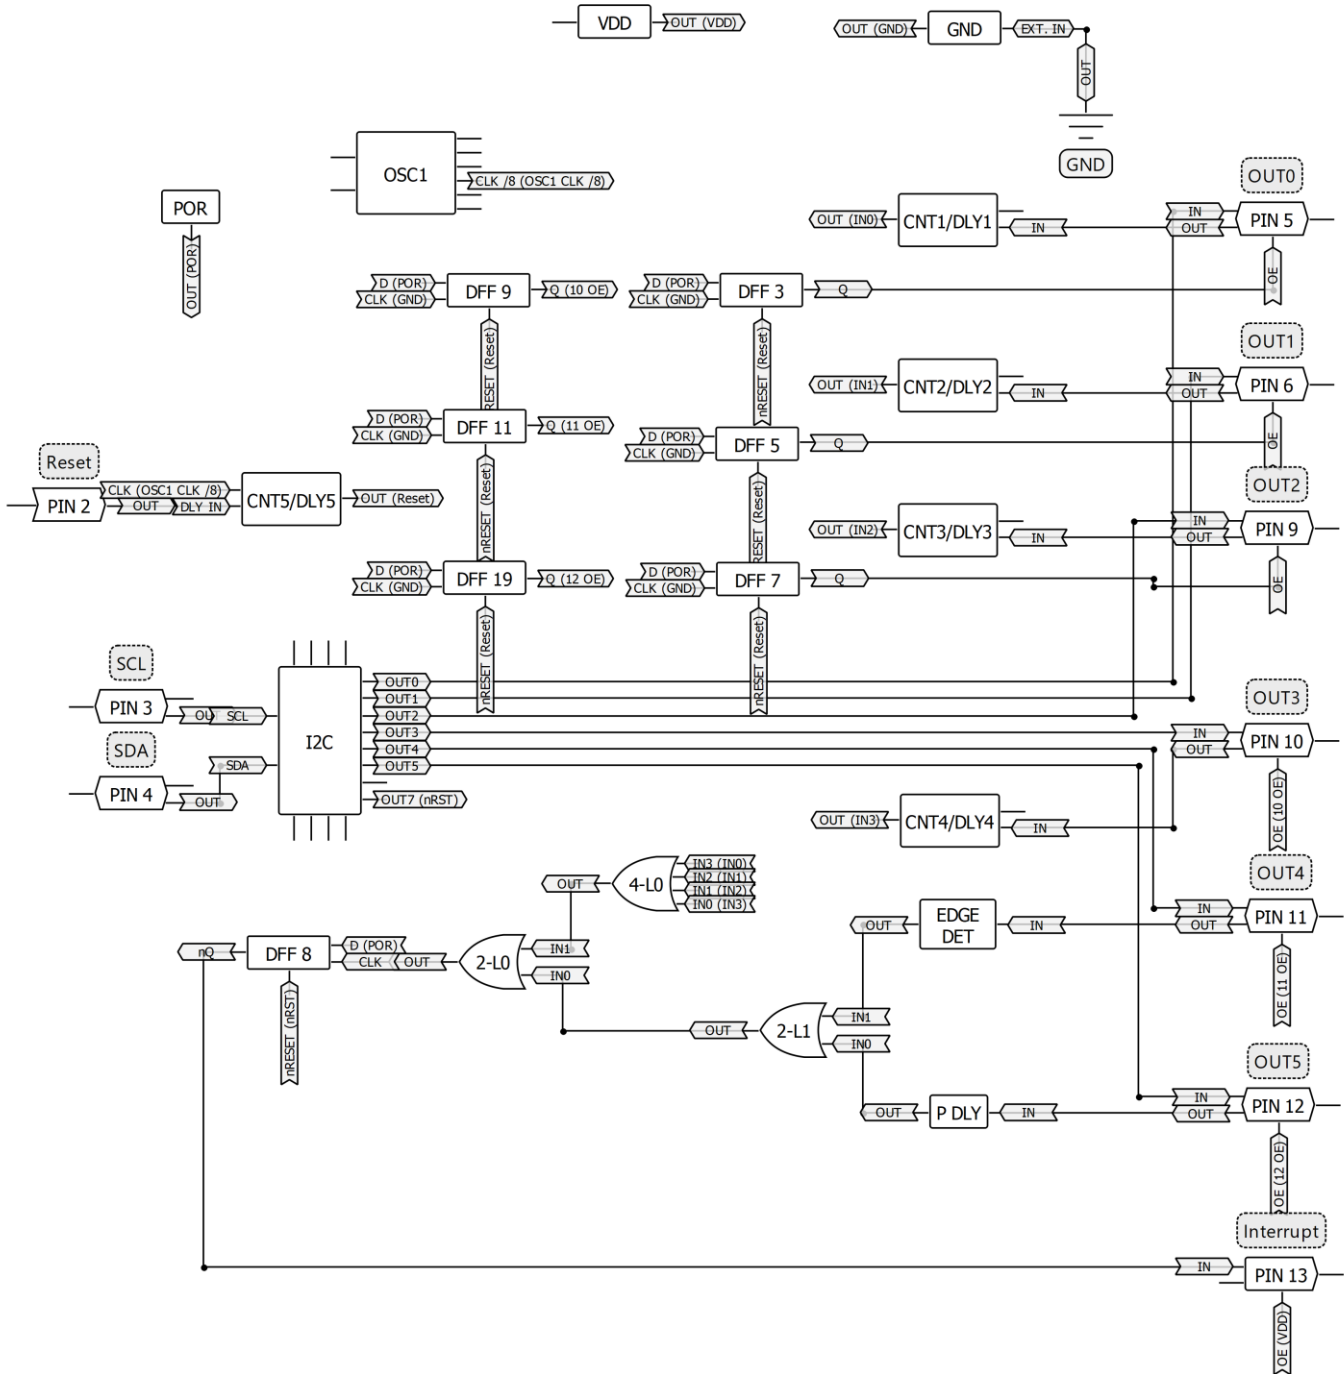 VDD
OUT (VDD)
OUT (GND)
GND
EXT. IN
OUT
GND
OSC1
CLK /8 (OSC1 CLK /8)
POR
OUT (POR)
OUT (IN0)
CNT1/DLY1
IN
OUT0
IN
OUT
PIN 5
OE
D (POR)
CLK (GND)
DFF 9
Q (10 OE)
nRESET (Reset)
D (POR)
CLK (GND)
DFF 3
Q
nRESET (Reset)
OUT (IN1)
CNT2/DLY2
IN
OUT1
IN
OUT
PIN 6
OE
D (POR)
CLK (GND)
DFF 11
Q (11 OE)
nRESET (Reset)
D (POR)
CLK (GND)
DFF 5
Q
nRESET (Reset)
Reset
PIN 2
CLK (OSC1 CLK /8)
OUT
DLY IN
CNT5/DLY5
OUT (Reset)
OUT (IN2)
CNT3/DLY3
IN
OUT2
IN
OUT
PIN 9
OE
D (POR)
CLK (GND)
DFF 19
Q (12 OE)
nRESET (Reset)
D (POR)
CLK (GND)
DFF 7
Q
nRESET (Reset)
SCL
PIN 3
OUT
SCL
SDA
PIN 4
OUT
SDA
I2C
OUT0
OUT1
OUT2
OUT3
OUT4
OUT5
OUT7 (nRST)
OUT3
IN
OUT
PIN 10
OE (10 OE)
OUT (IN3)
CNT4/DLY4
IN
OUT
4-L0
IN3 (IN0)
IN2 (IN1)
IN1 (IN2)
IN0 (IN3)
OUT4
IN
OUT
PIN 11
OE (11 OE)
OUT
EDGE
DET
IN
nQ
DFF 8
D (POR)
CLK
OUT
nRESET (nRST)
2-L0
IN1
IN0
OUT
2-L1
IN1
IN0
OUT
P DLY
IN
OUT5
IN
OUT
PIN 12
OE (12 OE)
Interrupt
IN
PIN 13
OE (VDD)